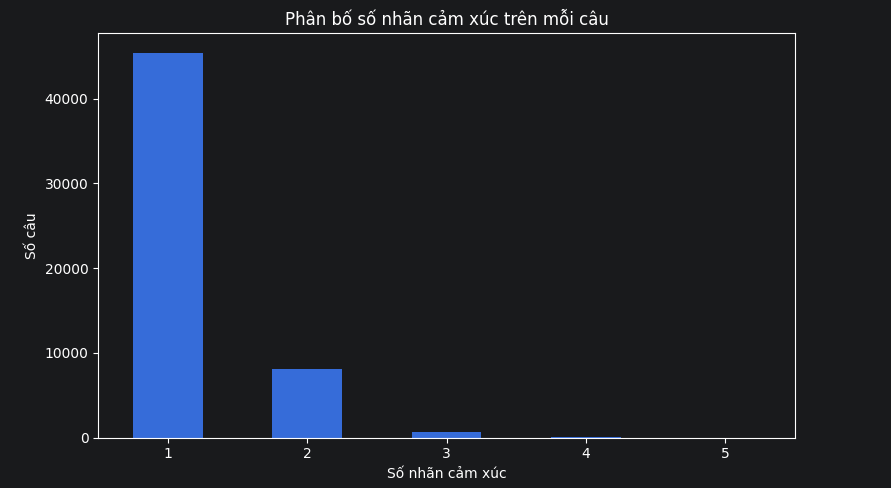 Phân bố số nhãn cảm xúc trên mỗi câu
Số câu
40000
30000
20000
10000
0
1 2 3 4 5
Số nhãn cảm xúc